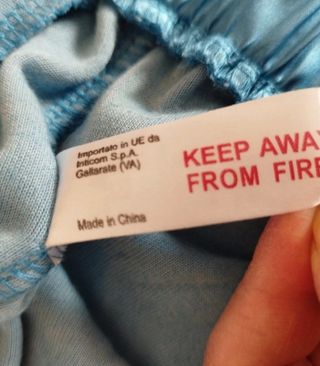 Importato in UE da
Inticom S.p.A.
Gallarate (VA)
Made in China
KEEP AWAY
FROM FIRE